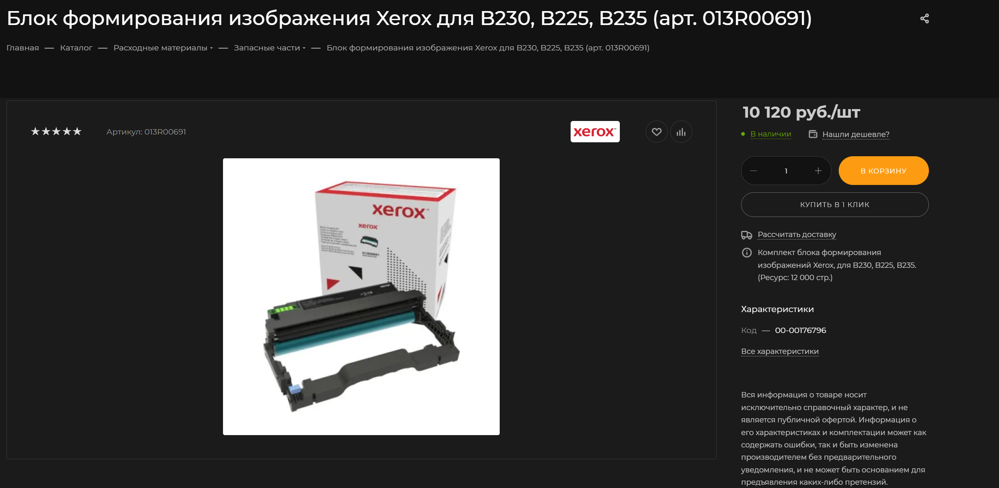 Блок формирования изображения Xerox для B230, B225, B235 (арт. 013R00691)
Главная — Каталог — Расходные материалы — Запасные части — Блок формирования изображения Xerox для B230, B225, B235 (арт. 013R00691)
Артикул: 013R00691
xerox™
xerox™
xerox
013R00691
xerox
10 120 руб./шт
В наличии
Нашли дешевле?
— 1 +
В КОРЗИНУ
КУПИТЬ В 1 КЛИК
Рассчитать доставку
Комплект блока формирования
изображений Xerox, для B230, B225, B235.
(Ресурс: 12 000 стр.)
Характеристики
Код — 00-00176796
Все характеристики
Вся информация о товаре носит
исключительно справочный характер, и не
является публичной офертой. Информация о
его характеристиках и комплектации может как
содержать ошибки, так и быть изменена
производителем без предварительного
уведомления, и не может быть основанием для
предъявления каких-либо претензий.